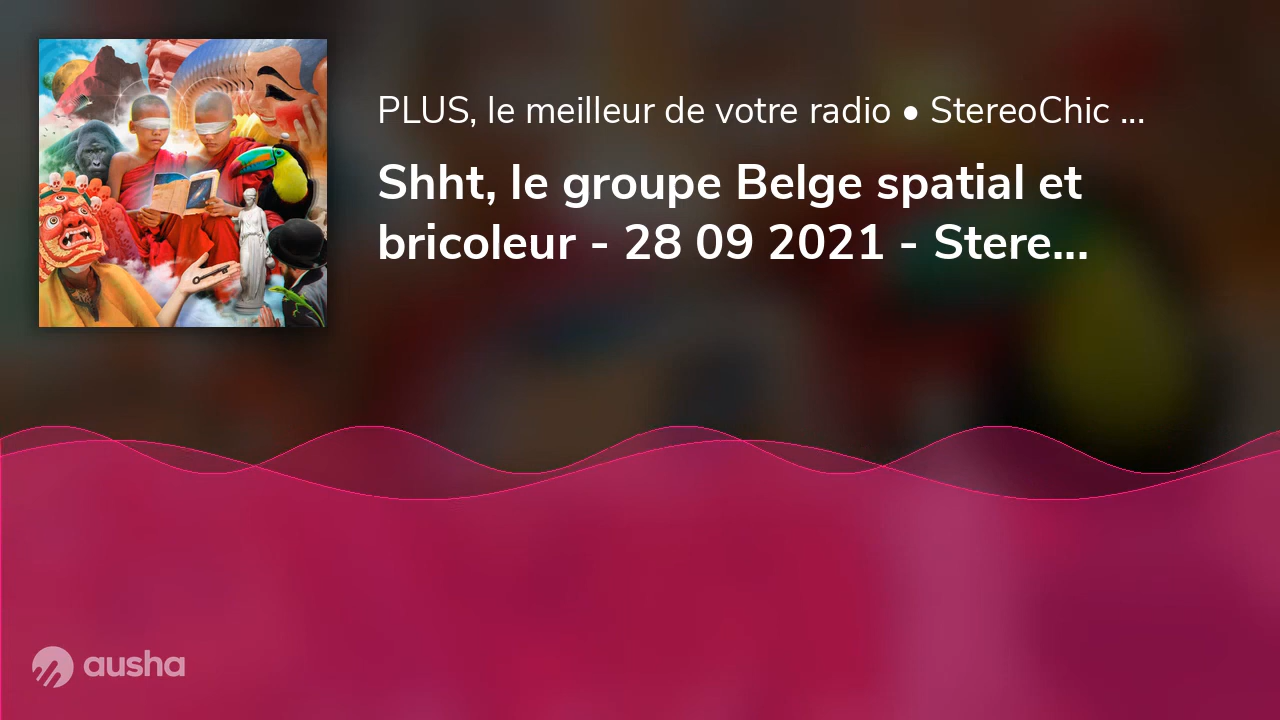 PLUS, le meilleur de votre radio • StereoChic ...
Shht, le groupe Belge spatial et
bricoleur - 28 09 2021 - Stere...
ausha